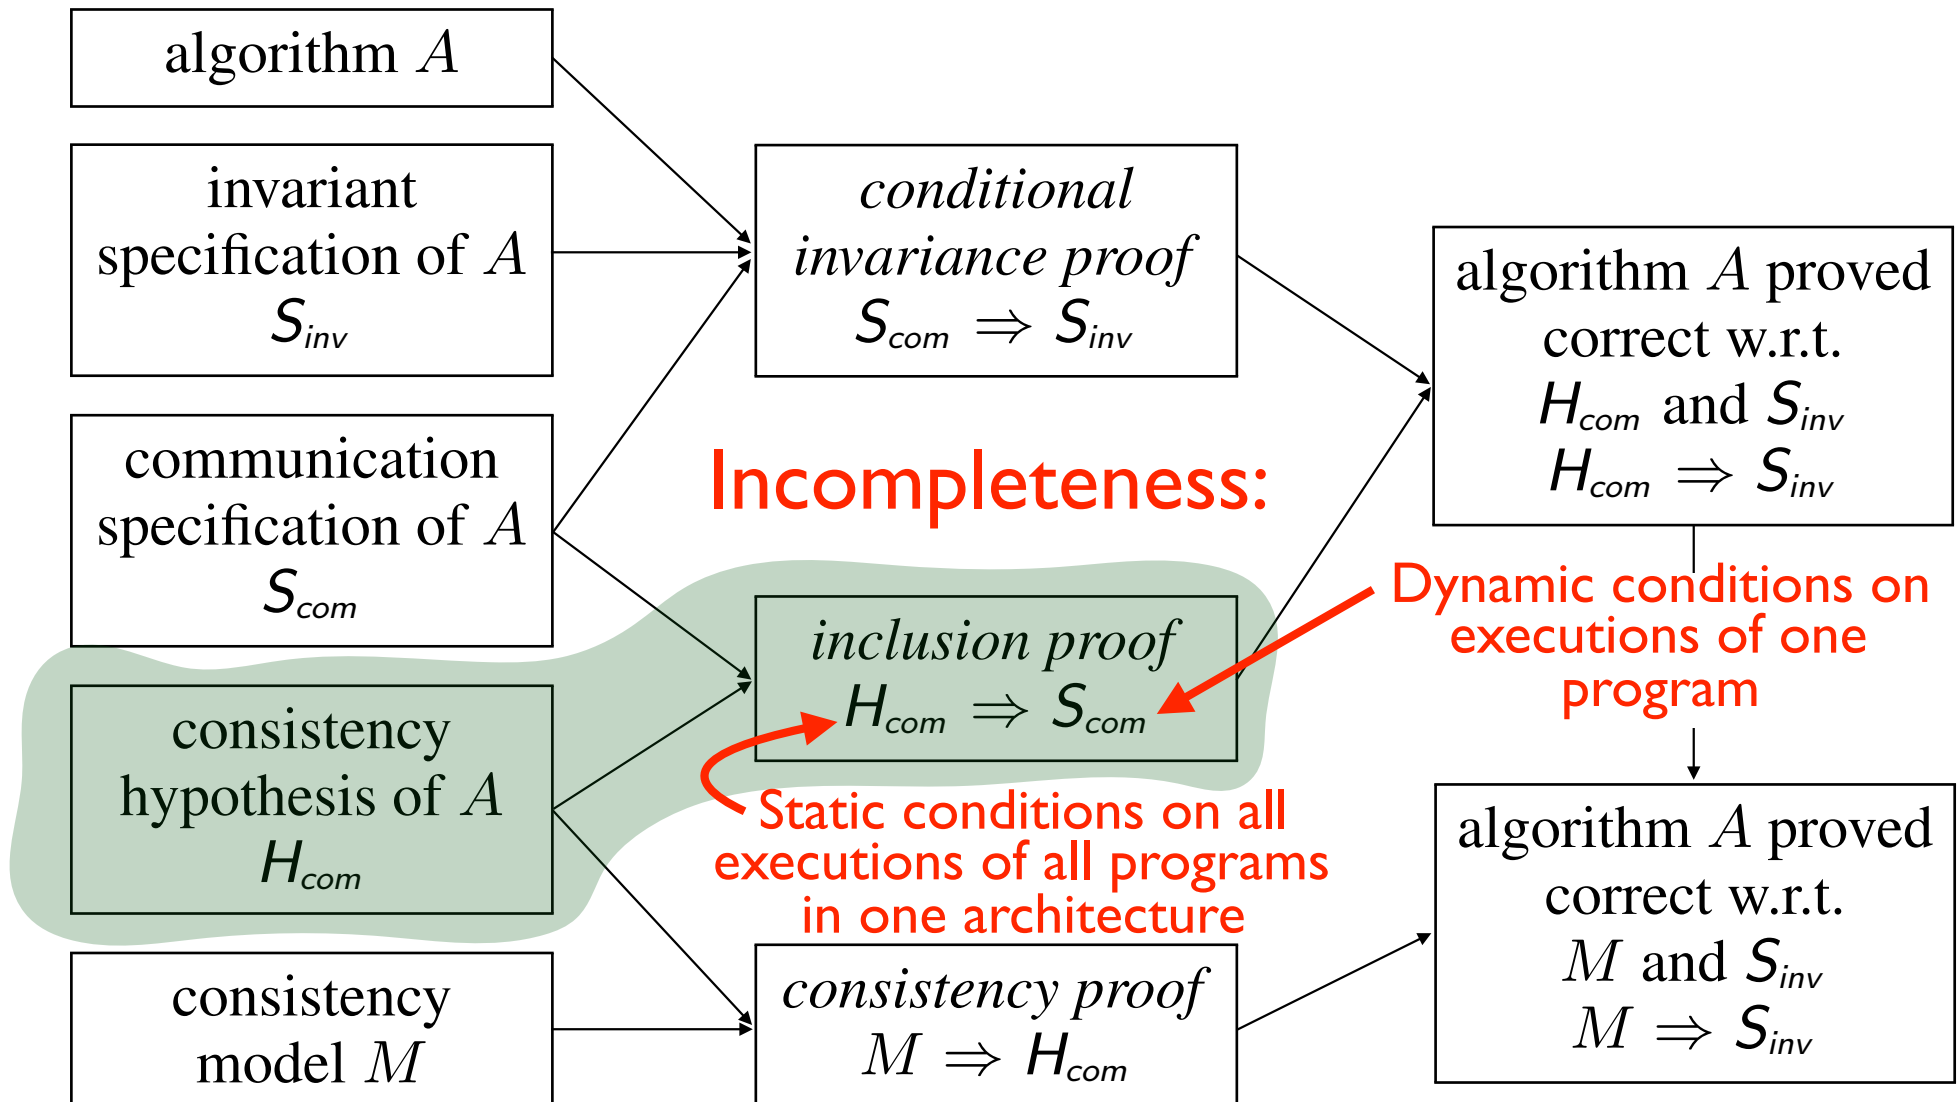 algorithm A
invariant
specification of A
S_inv
communication
specification of A
S_com
consistency
hypothesis of A
H_com
consistency
model M
conditional
invariance proof
S_com ⇒ S_inv
Incompleteness:
inclusion proof
H_com ⇒ S_com
Static conditions on all
executions of all programs
in one architecture
consistency proof
M ⇒ H_com
algorithm A proved
correct w.r.t.
H_com and S_inv
H_com ⇒ S_inv
Dynamic conditions on
executions of one
program
algorithm A proved
correct w.r.t.
M and S_inv
M ⇒ S_inv